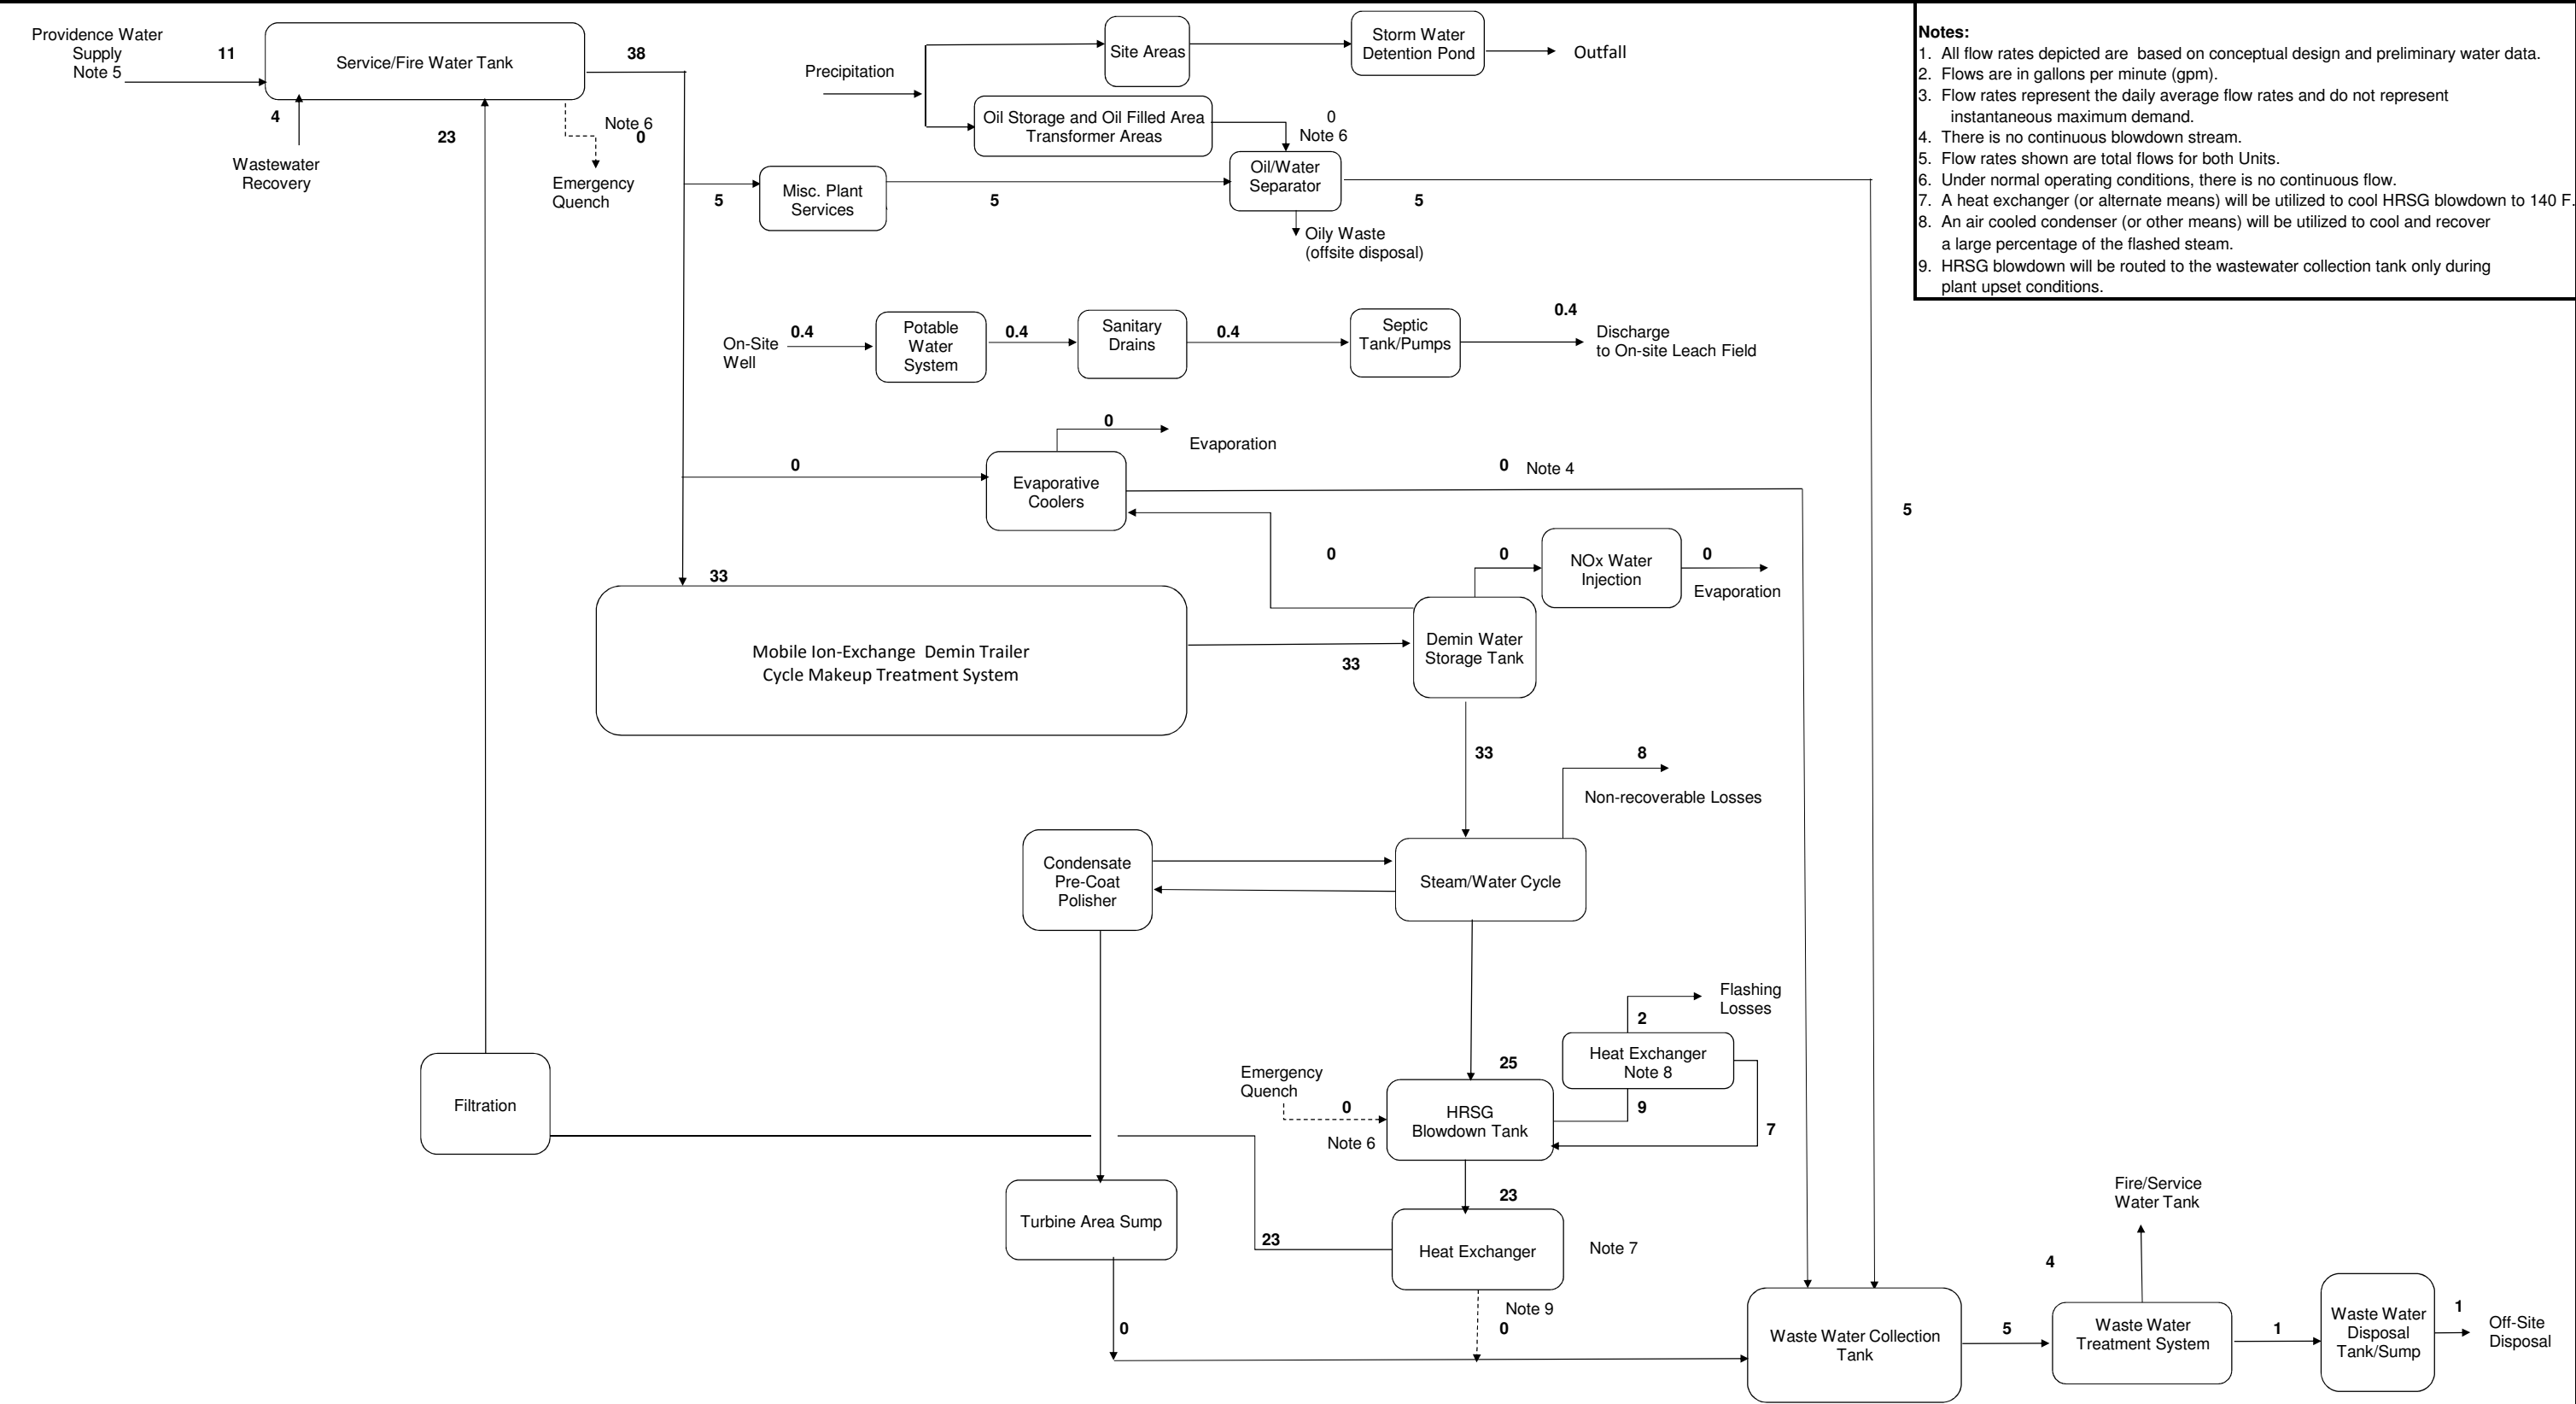 Providence Water
Supply
Note 5
11
Service/Fire Water Tank
38
4
Wastewater
Recovery
23
Note 6
0
Emergency
Quench
Precipitation
Site Areas
Storm Water
Detention Pond
Outfall
Oil Storage and Oil Filled Area
Transformer Areas
0
Note 6
5
Misc. Plant
Services
5
Oil/Water
Separator
5
Oily Waste
(offsite disposal)
Notes:
1. All flow rates depicted are based on conceptual design and preliminary water data.
2. Flows are in gallons per minute (gpm).
3. Flow rates represent the daily average flow rates and do not represent
instantaneous maximum demand.
4. There is no continuous blowdown stream.
5. Flow rates shown are total flows for both Units.
6. Under normal operating conditions, there is no continuous flow.
7. A heat exchanger (or alternate means) will be utilized to cool HRSG blowdown to 140 F.
8. An air cooled condenser (or other means) will be utilized to cool and recover
a large percentage of the flashed steam.
9. HRSG blowdown will be routed to the wastewater collection tank only during
plant upset conditions.
On-Site
Well
0.4
Potable
Water
System
0.4
Sanitary
Drains
0.4
Septic
Tank/Pumps
0.4
Discharge
to On-site Leach Field
0
Evaporation
0
Evaporative
Coolers
0 Note 4
5
0
0
NOx Water
Injection
0
Evaporation
33
Mobile Ion-Exchange Demin Trailer
Cycle Makeup Treatment System
33
Demin Water
Storage Tank
33
8
Non-recoverable Losses
Condensate
Pre-Coat
Polisher
Steam/Water Cycle
Flashing
Losses
2
Heat Exchanger
Note 8
25
9
7
Emergency
Quench
0
Note 6
HRSG
Blowdown Tank
Filtration
23
Turbine Area Sump
23
Heat Exchanger
Note 7
Note 9
0
0
Waste Water Collection
Tank
5
Fire/Service
Water Tank
4
Waste Water
Treatment System
1
Waste Water
Disposal
Tank/Sump
1
Off-Site
Disposal